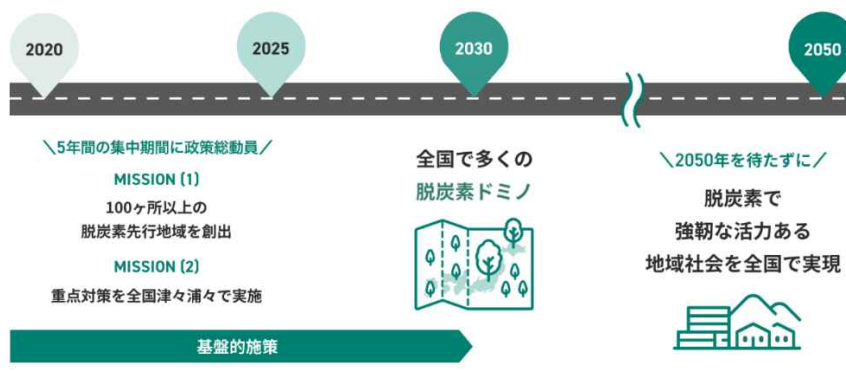 2020
2025
2030
2050
＼5年間の集中期間に政策総動員／
MISSION (1)
100ヶ所以上の
脱炭素先行地域を創出
MISSION (2)
重点対策を全国津々浦々で実施
基盤的施策
全国で多くの
脱炭素ドミノ
＼2050年を待たずに／
脱炭素で
強靭な活力ある
地域社会を全国で実現